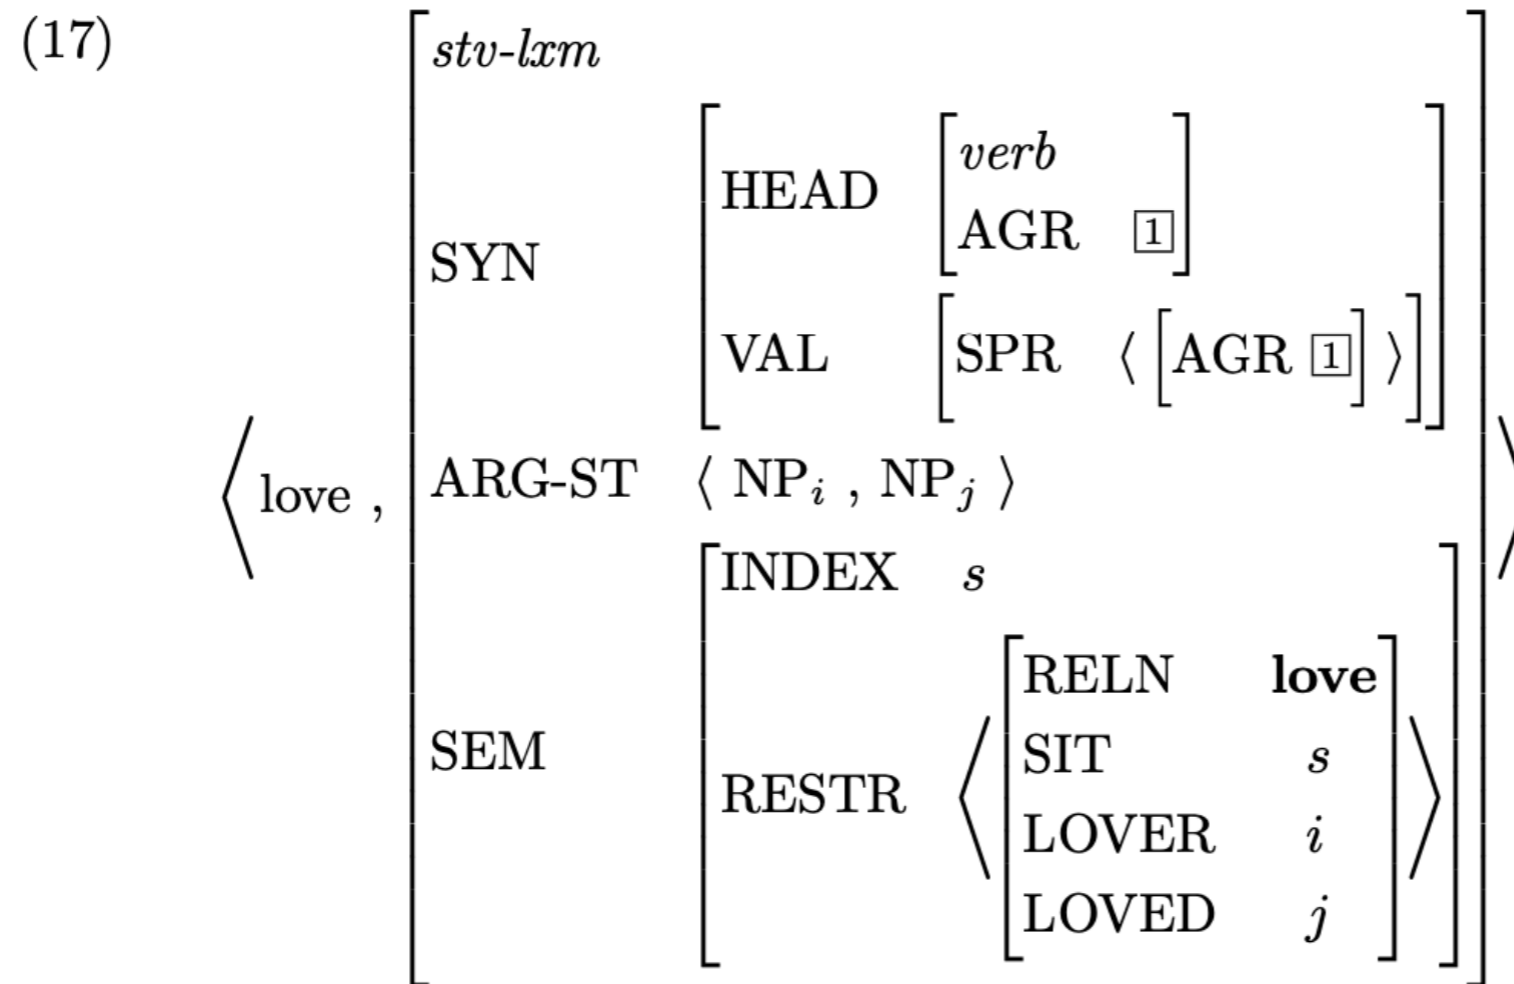 (17)
stv-lxm
HEAD verb
AGR 1
SYN
VAL SPR ⟨ [AGR 1] ⟩
⟨ love , ARG-ST ⟨ NPi , NPj ⟩ ⟩
INDEX s
RELN love
SIT s
SEM RESTR ⟨ ⟩
LOVER i
LOVED j